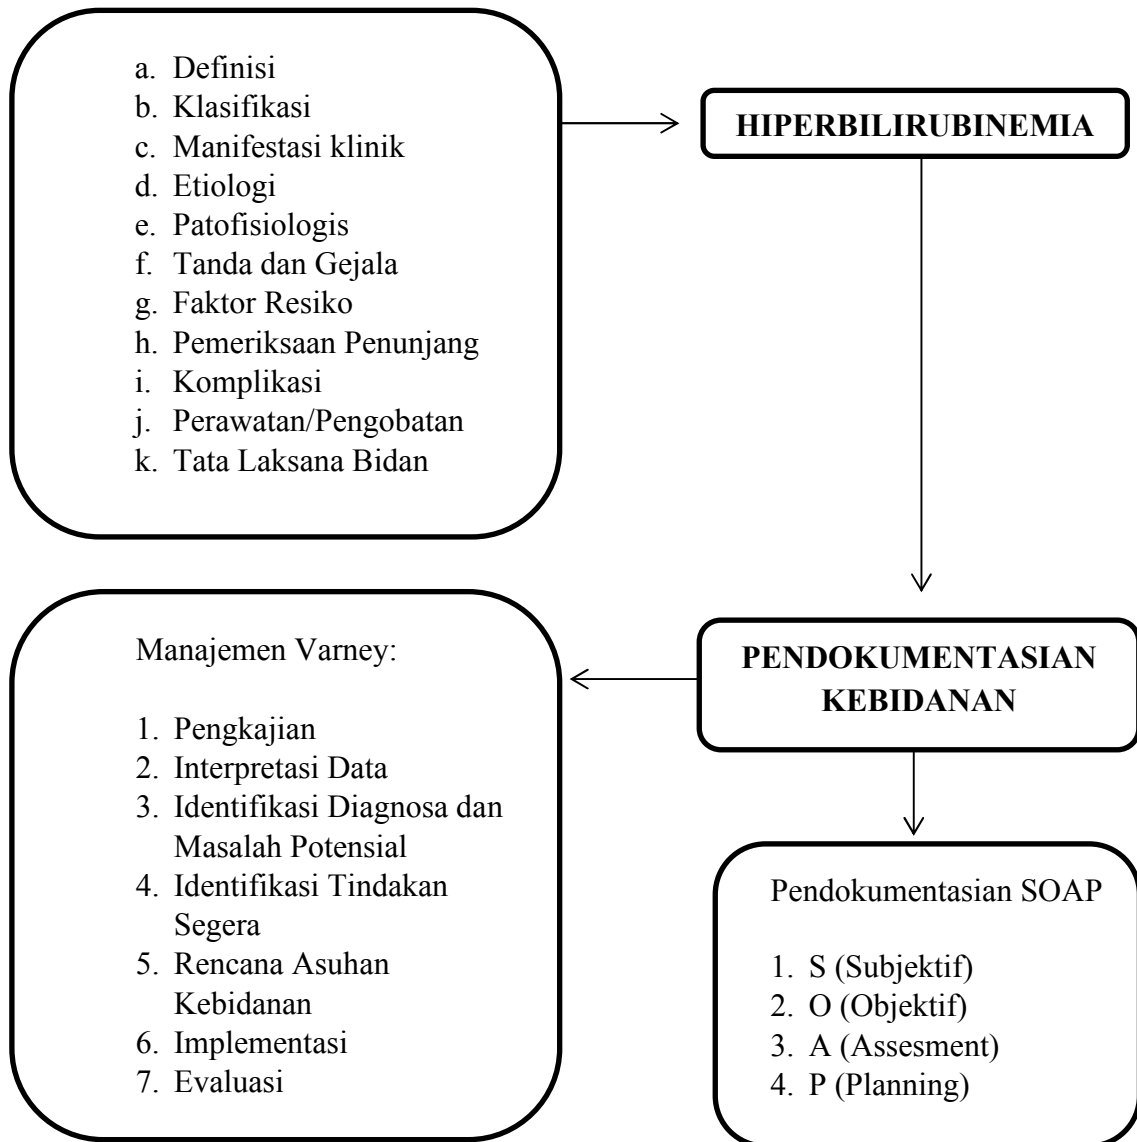 a. Definisi
b. Klasifikasi
c. Manifestasi klinik
d. Etiologi
e. Patofisiologis
f. Tanda dan Gejala
g. Faktor Resiko
h. Pemeriksaan Penunjang
i. Komplikasi
j. Perawatan/Pengobatan
k. Tata Laksana Bidan
HIPERBILIRUBINEMIA
PENDOKUMENTASIAN
KEBIDANAN
Manajemen Varney:
1. Pengkajian
2. Interpretasi Data
3. Identifikasi Diagnosa dan
Masalah Potensial
4. Identifikasi Tindakan
Segera
5. Rencana Asuhan
Kebidanan
6. Implementasi
7. Evaluasi
Pendokumentasian SOAP
1. S (Subjektif)
2. O (Objektif)
3. A (Assesment)
4. P (Planning)